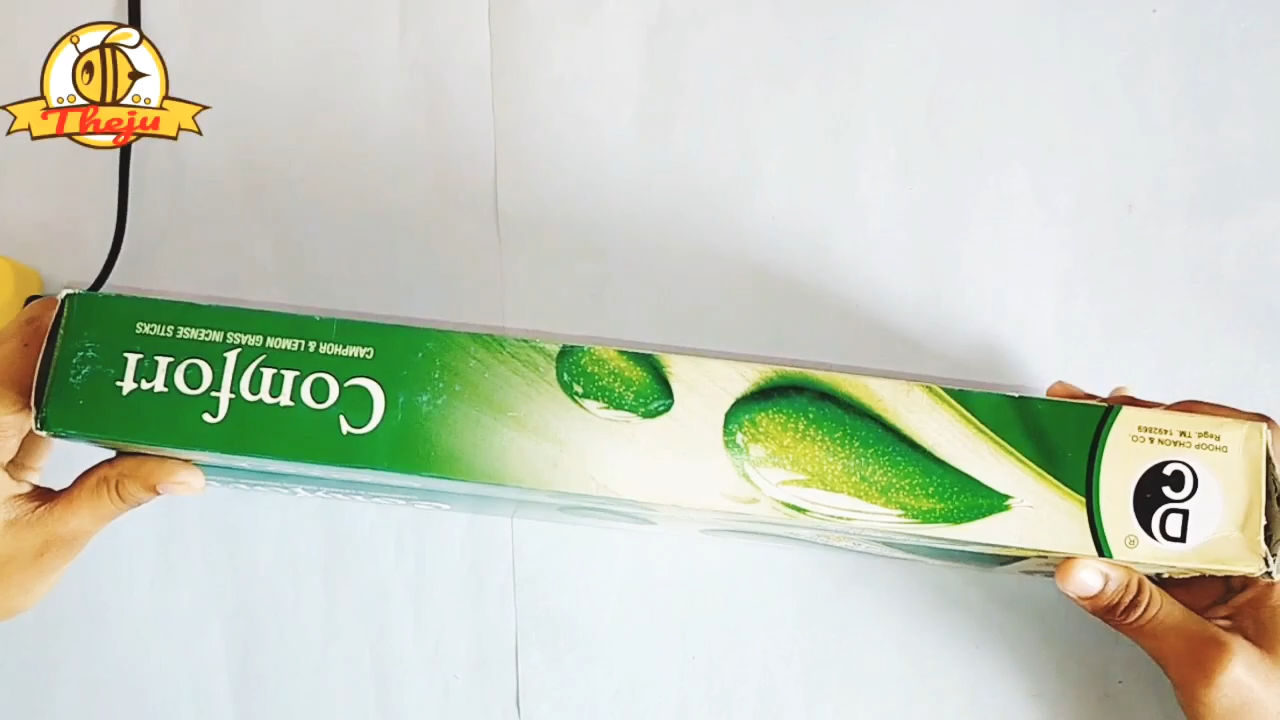 Theju
Comfort
CAMPHOR & LEMON GRASS INCENSE STICKS
DC
®
DHOOP CHAON & CO.
Regd. TM. 1492869